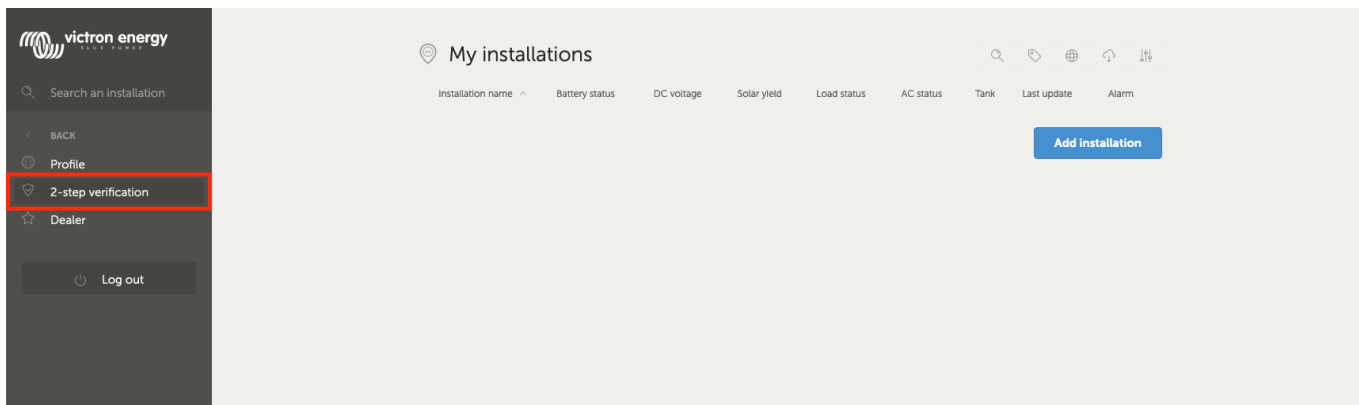 victron energy
BLUE POWER
Search an installation
BACK
Profile
2-step verification
Dealer
Log out
My installations
Installation name Battery status DC voltage Solar yield Load status AC status Tank Last update Alarm
Add installation